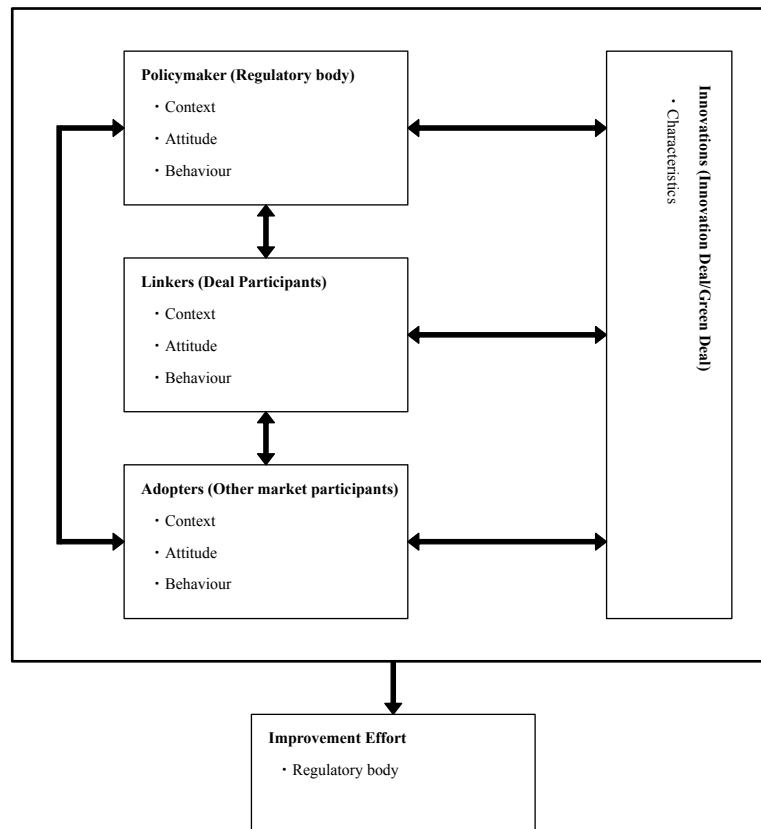 Policymaker (Regulatory body)
・Context
・Attitude
・Behaviour
Linkers (Deal Participants)
・Context
・Attitude
・Behaviour
Adopters (Other market participants)
・Context
・Attitude
・Behaviour
Innovations (Innovation Deal/Green Deal)
・Characteristics
Improvement Effort
・Regulatory body